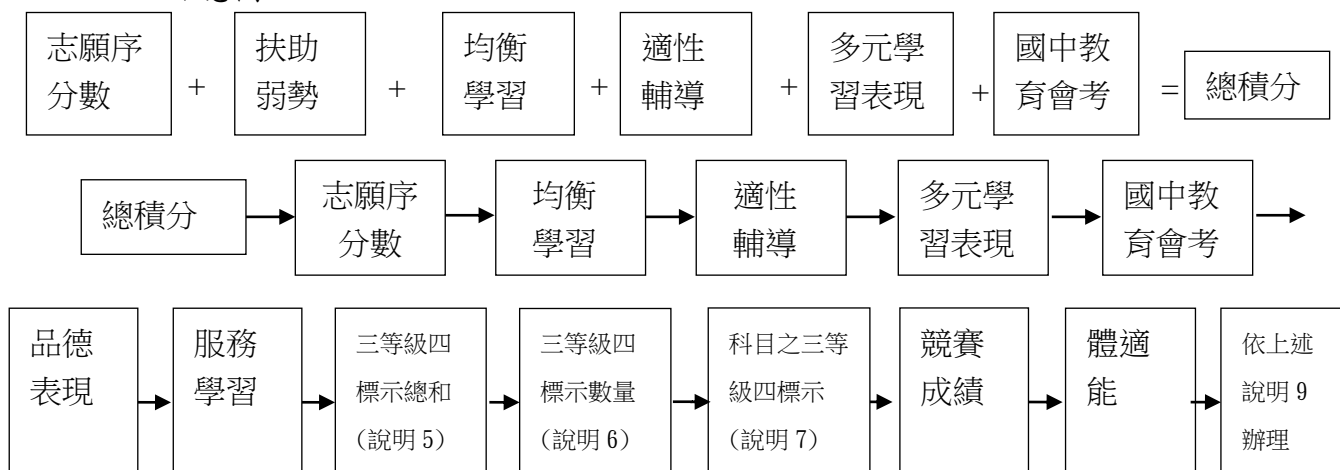 志願序 扶助 均衡 適性 多元學 國中教
分數 + 弱勢 + 學習 + 輔導 + 習表現 + 育會考 = 總積分
總積分 志願序 均衡 適性 多元學 國中教
分數 學習 輔導 習表現 育會考
品德 服務 三等級四 三等級四 科目之三等 競賽 體適 依上述
表現 學習 標示總和 標示數量 級四標示 成績 能 說明 9
(說明 5) (說明 6) (說明 7) 辦理